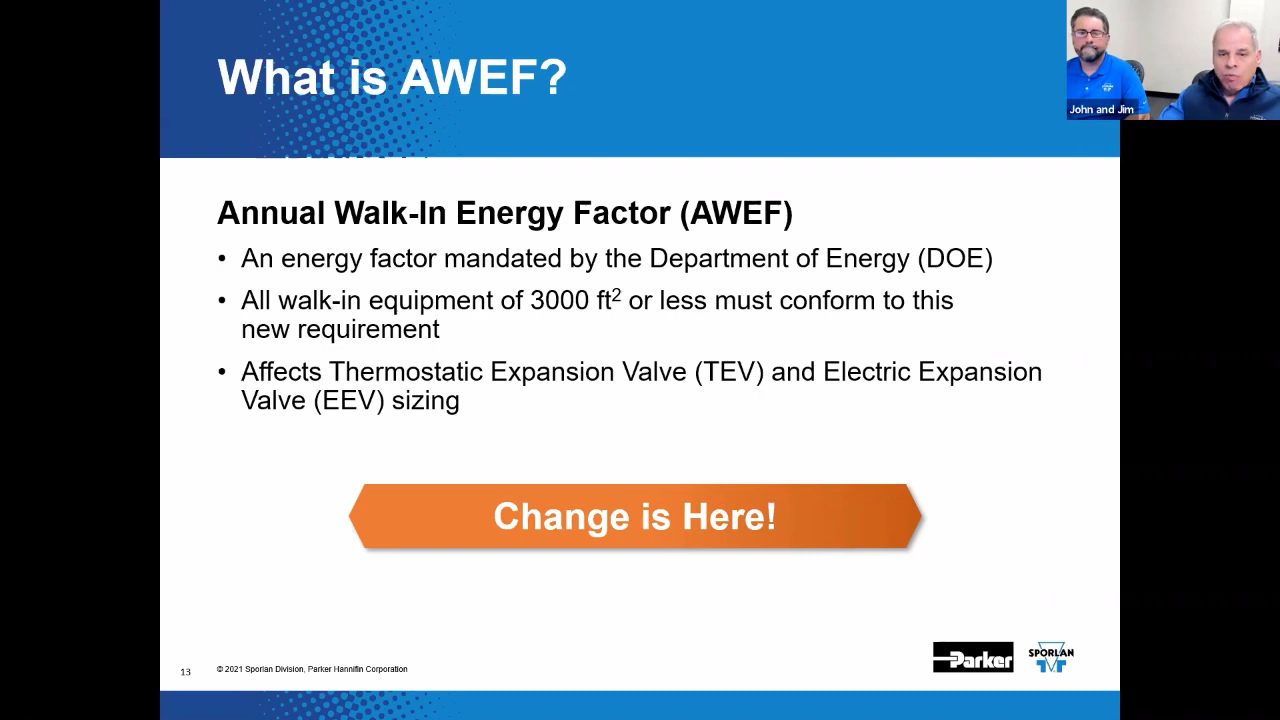 What is AWEF?
John and Jim
Annual Walk-In Energy Factor (AWEF)
• An energy factor mandated by the Department of Energy (DOE)
• All walk-in equipment of 3000 ft² or less must conform to this
new requirement
• Affects Thermostatic Expansion Valve (TEV) and Electric Expansion
Valve (EEV) sizing
Change is Here!
13
© 2021 Sporlan Division, Parker Hannifin Corporation
Parker
SPORLAN